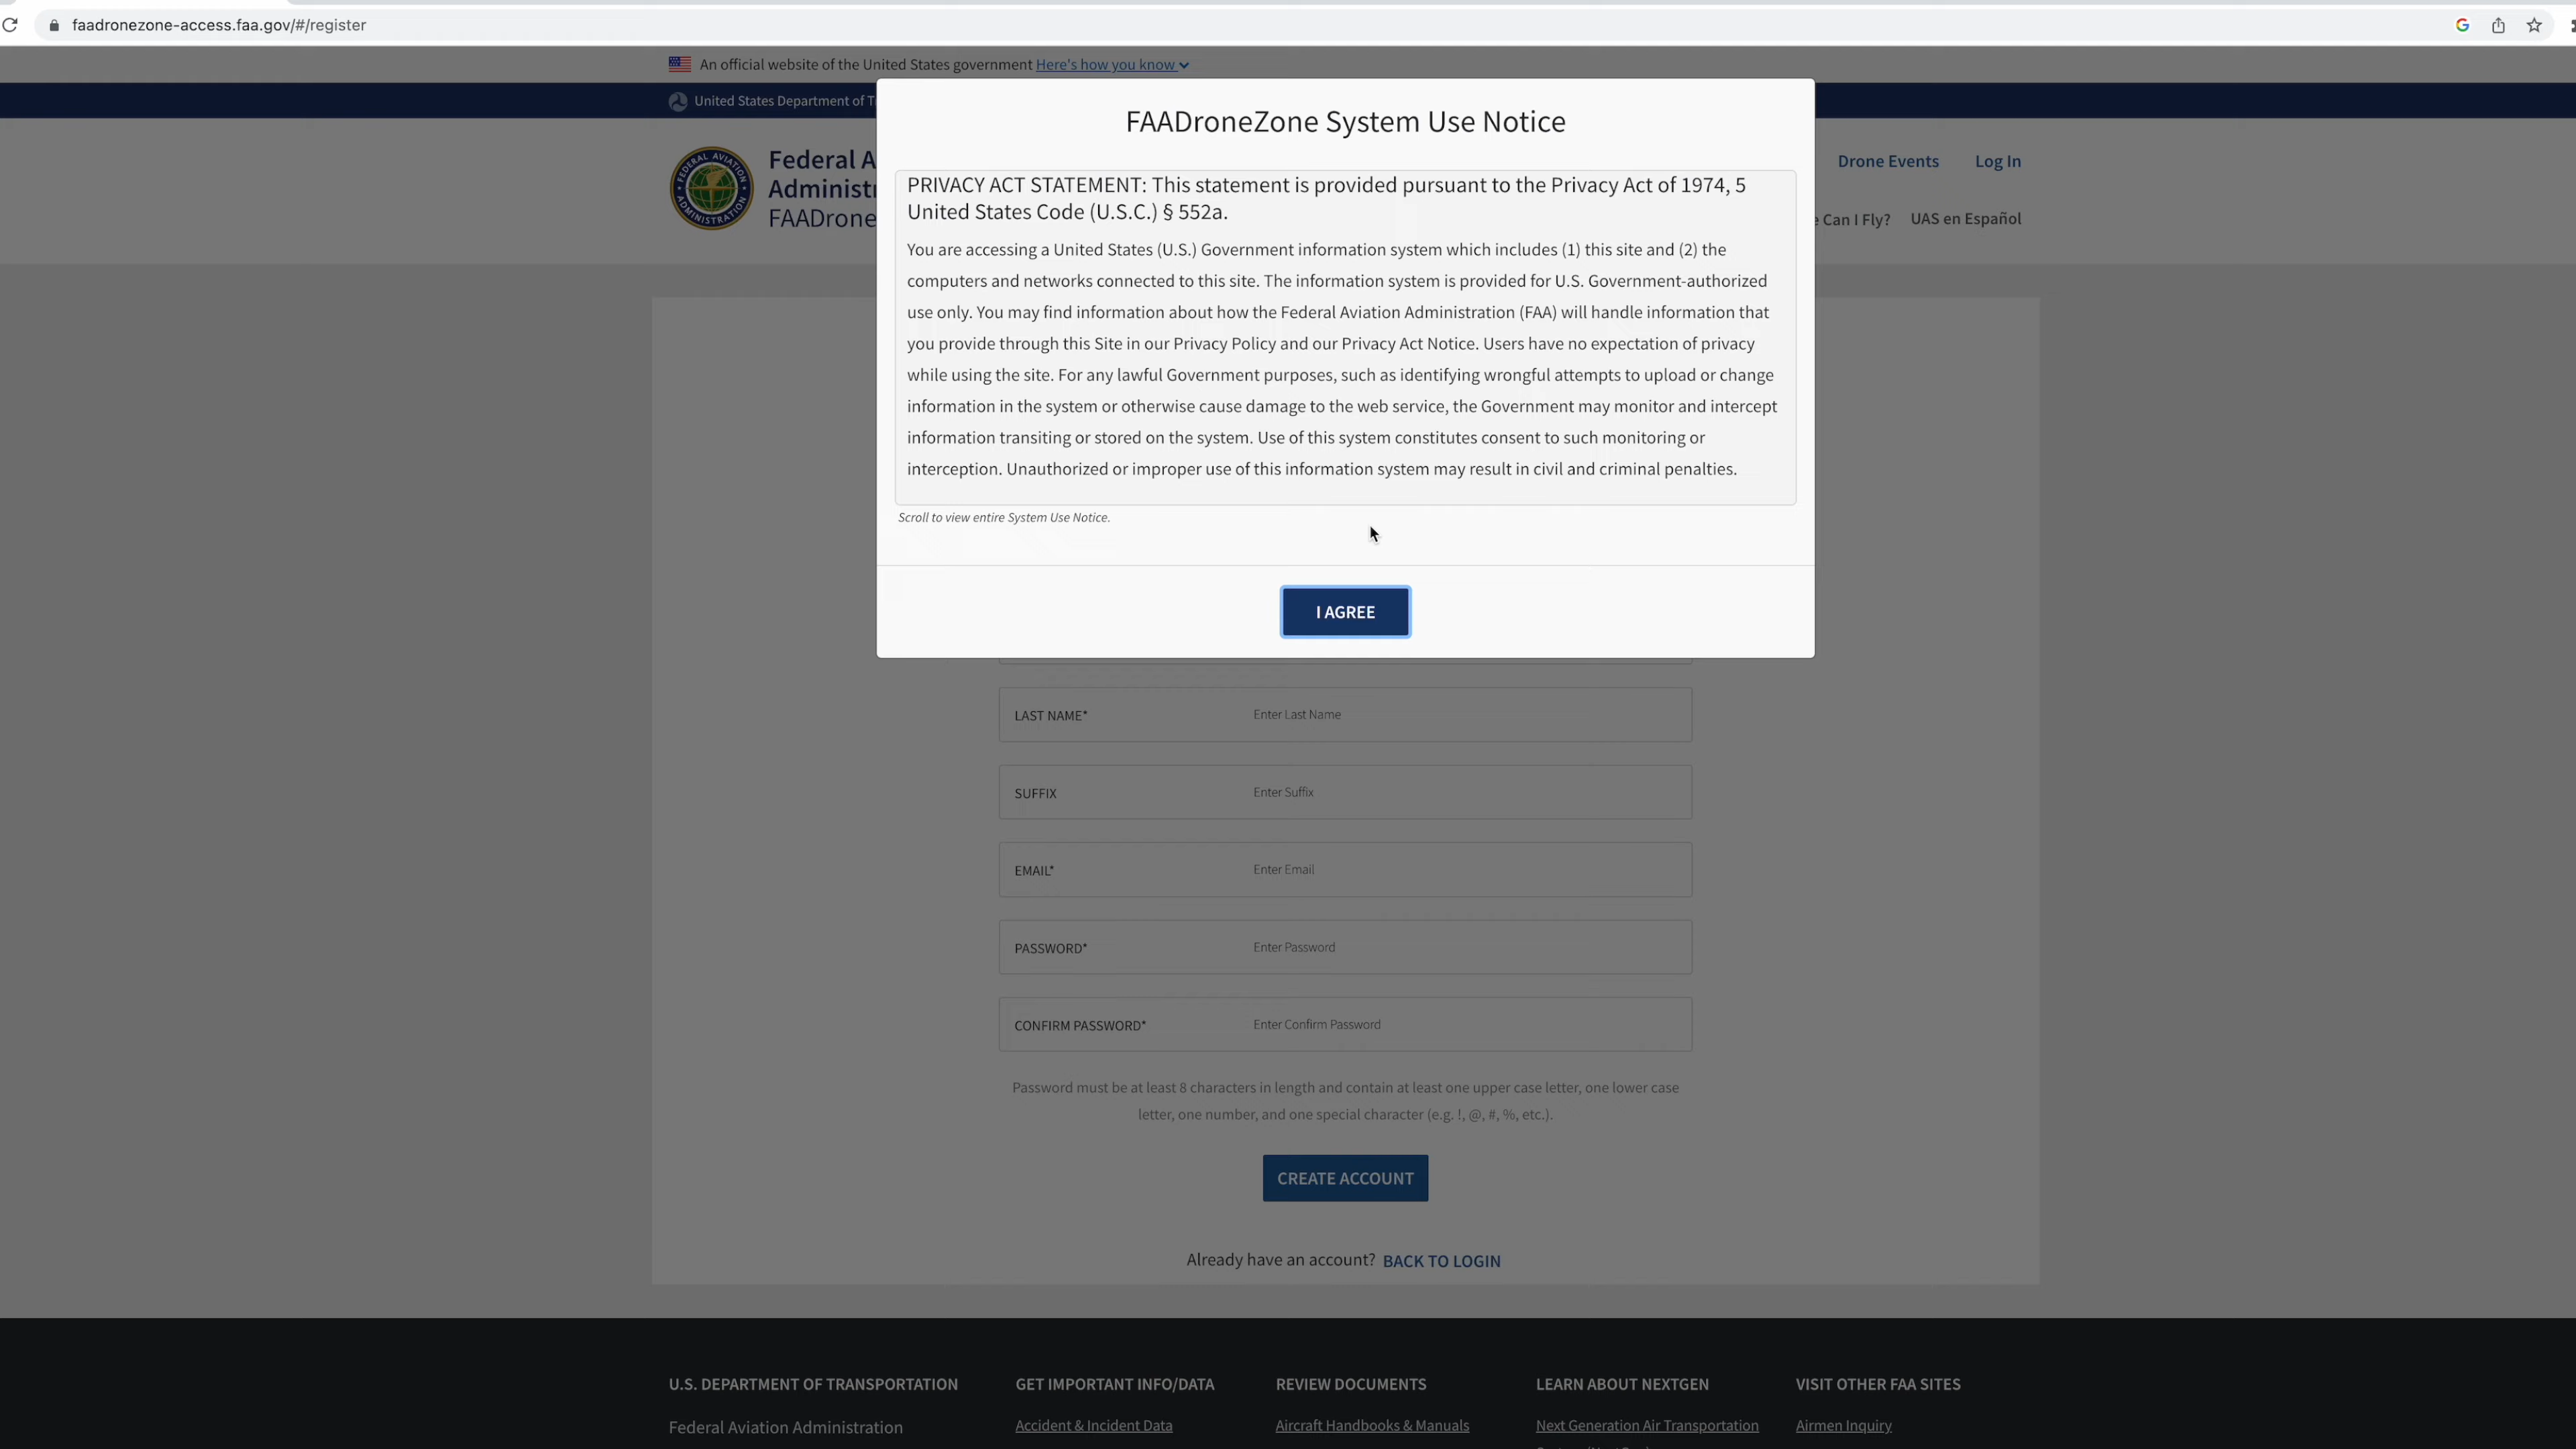 faadronezone-access.faa.gov/#/register
An official website of the United States government Here's how you know
United States Department of T
Federal A
Administr
FAADrone
Drone Events Log In
e Can I Fly? UAS en Español
FAADroneZone System Use Notice
PRIVACY ACT STATEMENT: This statement is provided pursuant to the Privacy Act of 1974, 5
United States Code (U.S.C.) § 552a.
You are accessing a United States (U.S.) Government information system which includes (1) this site and (2) the
computers and networks connected to this site. The information system is provided for U.S. Government-authorized
use only. You may find information about how the Federal Aviation Administration (FAA) will handle information that
you provide through this Site in our Privacy Policy and our Privacy Act Notice. Users have no expectation of privacy
while using the site. For any lawful Government purposes, such as identifying wrongful attempts to upload or change
information in the system or otherwise cause damage to the web service, the Government may monitor and intercept
information transiting or stored on the system. Use of this system constitutes consent to such monitoring or
interception. Unauthorized or improper use of this information system may result in civil and criminal penalties.
Scroll to view entire System Use Notice.
I AGREE
LAST NAME* Enter Last Name
SUFFIX Enter Suffix
EMAIL* Enter Email
PASSWORD* Enter Password
CONFIRM PASSWORD* Enter Confirm Password
Password must be at least 8 characters in length and contain at least one upper case letter, one lower case
letter, one number, and one special character (e.g. !, @, #, %, etc.).
CREATE ACCOUNT
Already have an account? BACK TO LOGIN
U.S. DEPARTMENT OF TRANSPORTATION GET IMPORTANT INFO/DATA REVIEW DOCUMENTS LEARN ABOUT NEXTGEN VISIT OTHER FAA SITES
Federal Aviation Administration Accident & Incident Data Aircraft Handbooks & Manuals Next Generation Air Transportation Airmen Inquiry